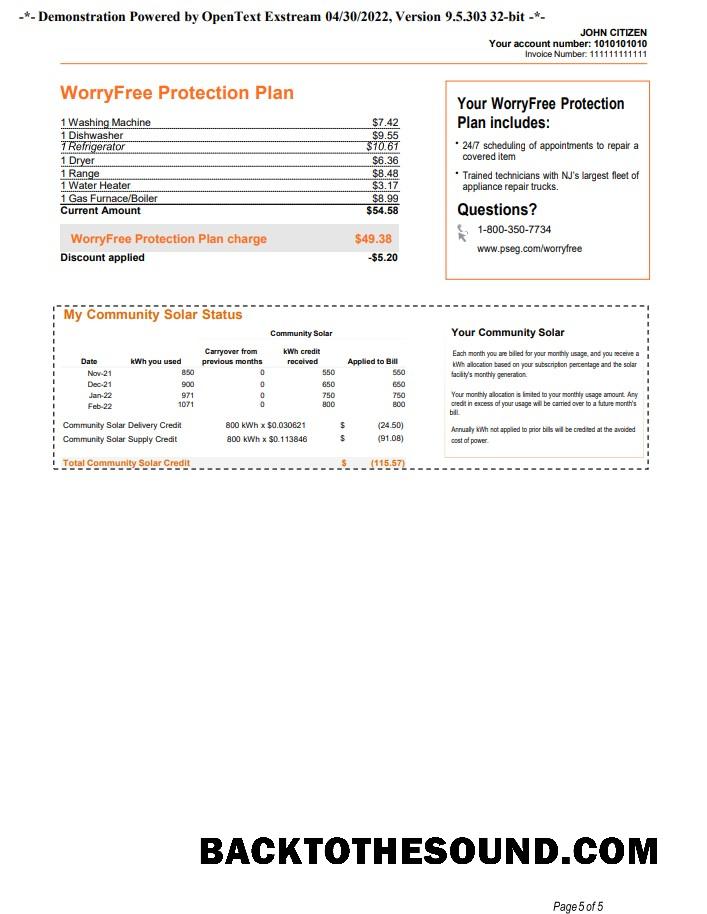 -*- Demonstration Powered by OpenText Exstream 04/30/2022, Version 9.5.303 32-bit -*-
JOHN CITIZEN
Your account number: 1010101010
Invoice Number: 111111111111
WorryFree Protection Plan
1 Washing Machine $7.42
1 Dishwasher $9.55
1 Refrigerator $10.61
1 Dryer $6.36
1 Range $8.48
1 Water Heater $3.17
1 Gas Furnace/Boiler $8.99
Current Amount $54.58
WorryFree Protection Plan charge $49.38
Discount applied -$5.20
Your WorryFree Protection
Plan includes:
• 24/7 scheduling of appointments to repair a
covered item
• Trained technicians with NJ's largest fleet of
appliance repair trucks.
Questions?
1-800-350-7734
www.pseg.com/worryfree
My Community Solar Status
Community Solar
Date kWh you used Carryover from previous months kWh credit received Applied to Bill
Nov-21 850 0 550 550
Dec-21 900 0 650 650
Jan-22 971 0 750 750
Feb-22 1071 0 800 800
Community Solar Delivery Credit 800 kWh x $0.030621 $ (24.50)
Community Solar Supply Credit 800 kWh x $0.113846 $ (91.08)
Total Community Solar Credit $ (115.57)
Your Community Solar
Each month you are billed for your monthly usage, and you receive a
kWh allocation based on your subscription percentage and the solar
facility's monthly generation.
Your monthly allocation is limited to your monthly usage amount. Any
credit in excess of your usage will be carried over to a future month's
bill.
Annually kWh not applied to prior bills will be credited at the avoided
cost of power.
BACKTOTHESOUND.COM
Page 5 of 5